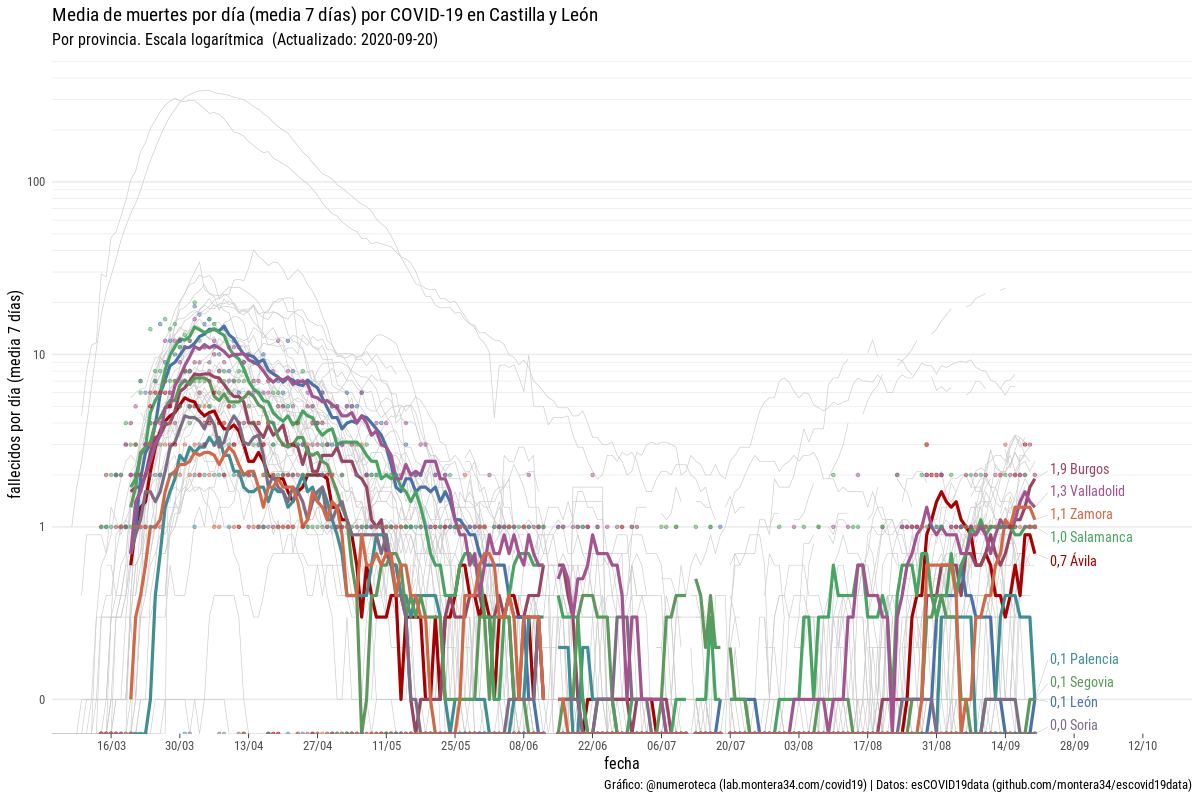 Media de muertes por día (media 7 días) por COVID-19 en Castilla y León
Por provincia. Escala logarítmica  (Actualizado: 2020-09-20)
fallecidos por día (media  7 días)
100
10
1
0
1,9 Burgos
1,3 Valladolid
1,1 Zamora
1,0 Salamanca
0,7 Ávila
0,1 Palencia
0,1 Segovia
0,1 León
0,0 Soria
16/03 30/03 13/04 27/04 11/05 25/05 08/06 22/06 06/07 20/07 03/08 17/08 31/08 14/09 28/09 12/10
fecha
Gráfico: @numeroteca (lab.montera34.com/covid19) | Datos: esCOVID19data (github.com/montera34/escovid19data)